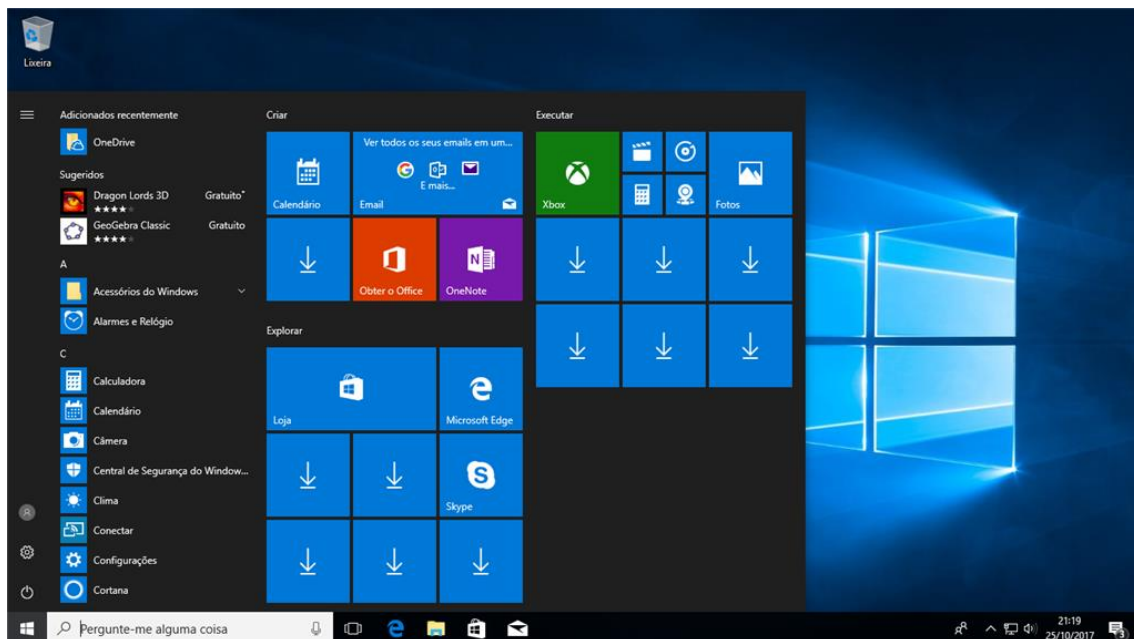 Lixeira
Adicionados recentemente
OneDrive
Sugeridos
Dragon Lords 3D Gratuito*
GeoGebra Classic Gratuito
A
Acessórios do Windows
Alarmes e Relógio
C
Calculadora
Calendário
Câmera
Central de Segurança do Window...
Clima
Conectar
Configurações
Cortana
Criar
Calendário
Ver todos os seus emails em um...
E mais...
Email
Obter o Office
OneNote
Explorar
Loja
Microsoft Edge
Skype
Executar
Xbox
Fotos
Pergunte-me alguma coisa
21:19
25/10/2017
3